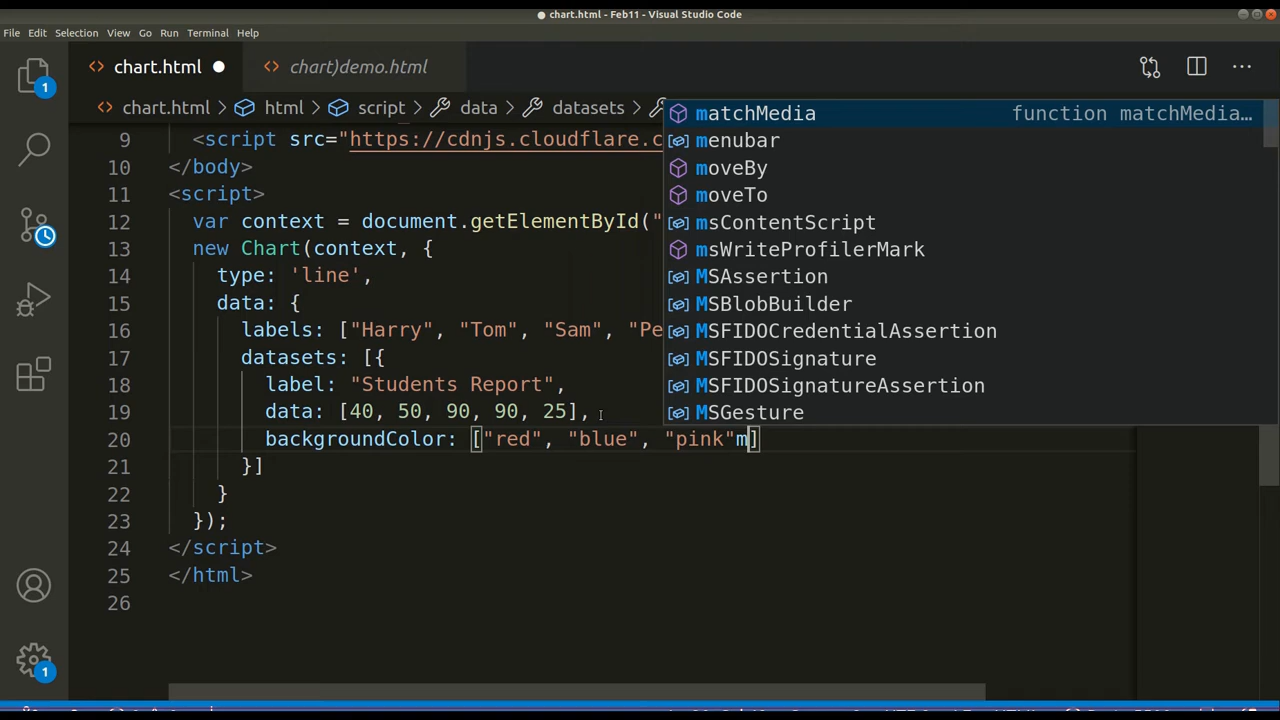 chart.html - Feb11 - Visual Studio Code
File Edit Selection View Go Run Terminal Help
chart.html chart)demo.html
chart.html html script data datasets
9 <script src="https://cdnjs.cloudflare.c
10 </body>
11 <script>
12 var context = document.getElementById("
13 new Chart(context, {
14 type: 'line',
15 data: {
16 labels: ["Harry", "Tom", "Sam", "Pe
17 datasets: [{
18 label: "Students Report",
19 data: [40, 50, 90, 90, 25],
20 backgroundColor: ["red", "blue", "pink"m]
21 }]
22 }
23 });
24 </script>
25 </html>
26
matchMedia function matchMedia…
menubar
moveBy
moveTo
msContentScript
msWriteProfilerMark
MSAssertion
MSBlobBuilder
MSFIDOCredentialAssertion
MSFIDOSignature
MSFIDOSignatureAssertion
MSGesture
1
1